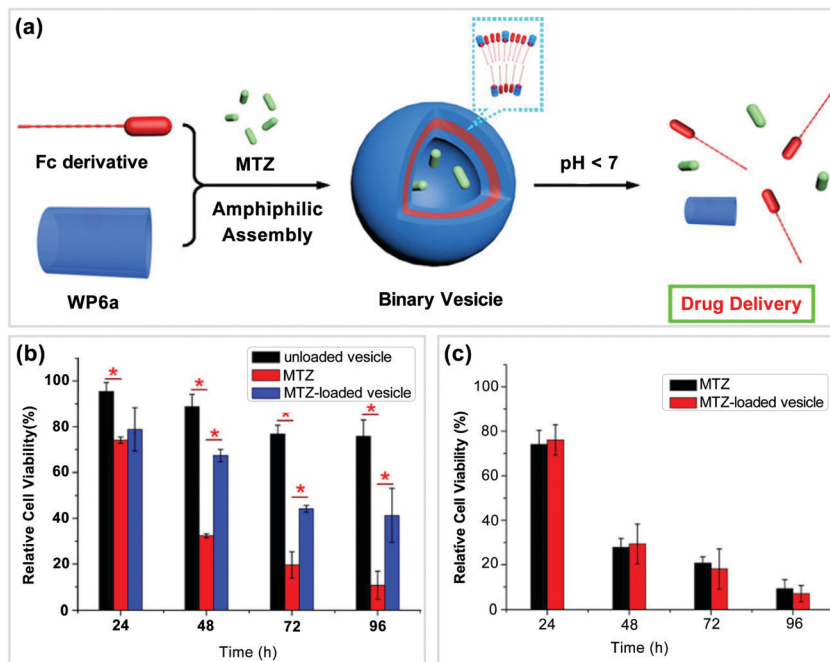 (a)
Fc derivative
MTZ
Amphiphilic
Assembly
WP6a
Binary Vesicie
pH < 7
Drug Delivery
(b)
unloaded vesicle
MTZ
MTZ-loaded vesicle
* * * *
* * *
Relative Cell Viability(%)
100
80
60
40
20
0
24 48 72 96
Time (h)
(c)
MTZ
MTZ-loaded vesicle
Relative Cell Viability (%)
100
80
60
40
20
0
24 48 72 96
Time (h)